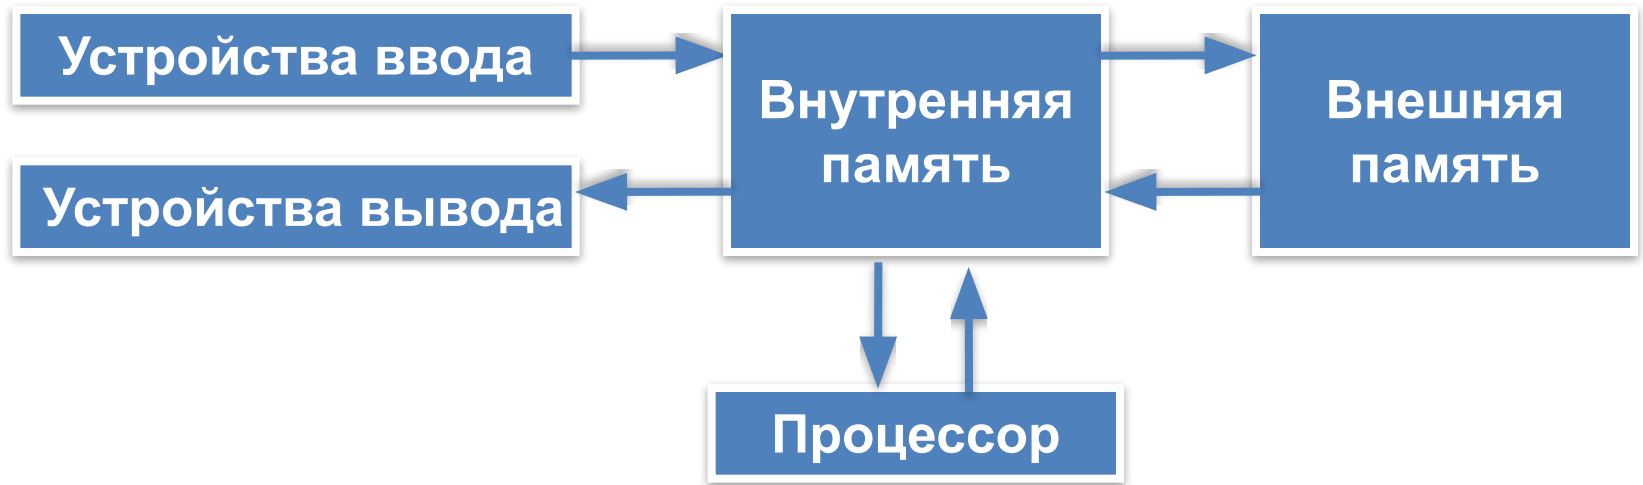 Устройства ввода
Устройства вывода
Внутренняя
память
Внешняя
память
Процессор